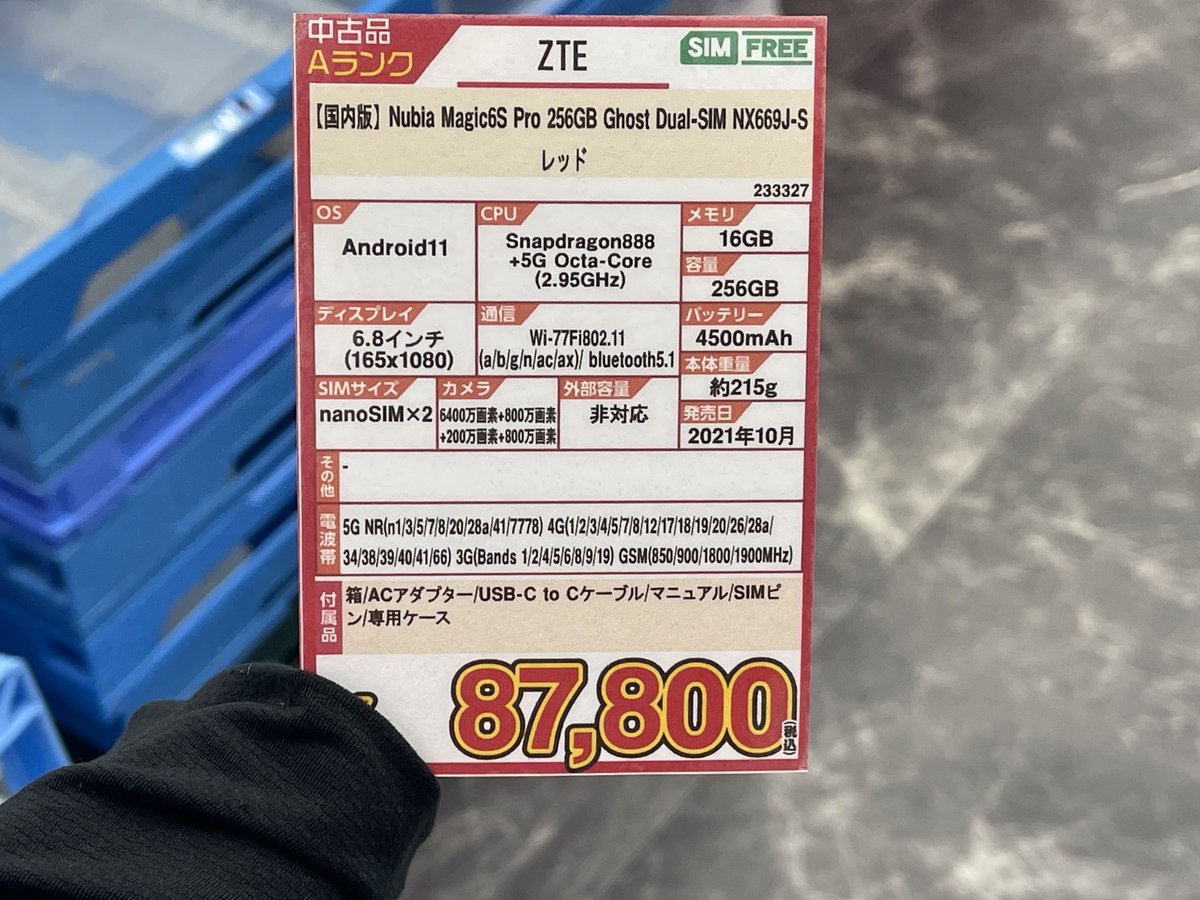 中古品
Aランク
ZTE
SIM FREE
【国内版】Nubia Magic6S Pro 256GB Ghost Dual-SIM NX669J-S
レッド
233327
OS
Android11
CPU
Snapdragon888
+5G Octa-Core
(2.95GHz)
メモリ
16GB
容量
256GB
ディスプレイ
6.8インチ
(165x1080)
通信
Wi-77Fi802.11
(a/b/g/n/ac/ax)/ bluetooth5.1
バッテリー
4500mAh
本体重量
約215g
SIMサイズ
nanoSIM×2
カメラ
6400万画素+800万画素
+200万画素+800万画素
外部容量
非対応
発売日
2021年10月
その他
-
電波帯
5G NR(n1/3/5/7/8/20/28a/41/7778) 4G(1/2/3/4/5/7/8/12/17/18/19/20/26/28a/
34/38/39/40/41/66) 3G(Bands 1/2/4/5/6/8/9/19) GSM(850/900/1800/1900MHz)
付属品
箱/ACアダプター/USB-C to Cケーブル/マニュアル/SIMピ
ン/専用ケース
87,800
(税込)